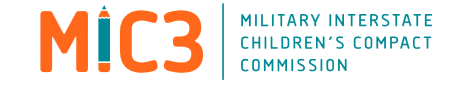 MIC3
MILITARY INTERSTATE
CHILDREN'S COMPACT
COMMISSION